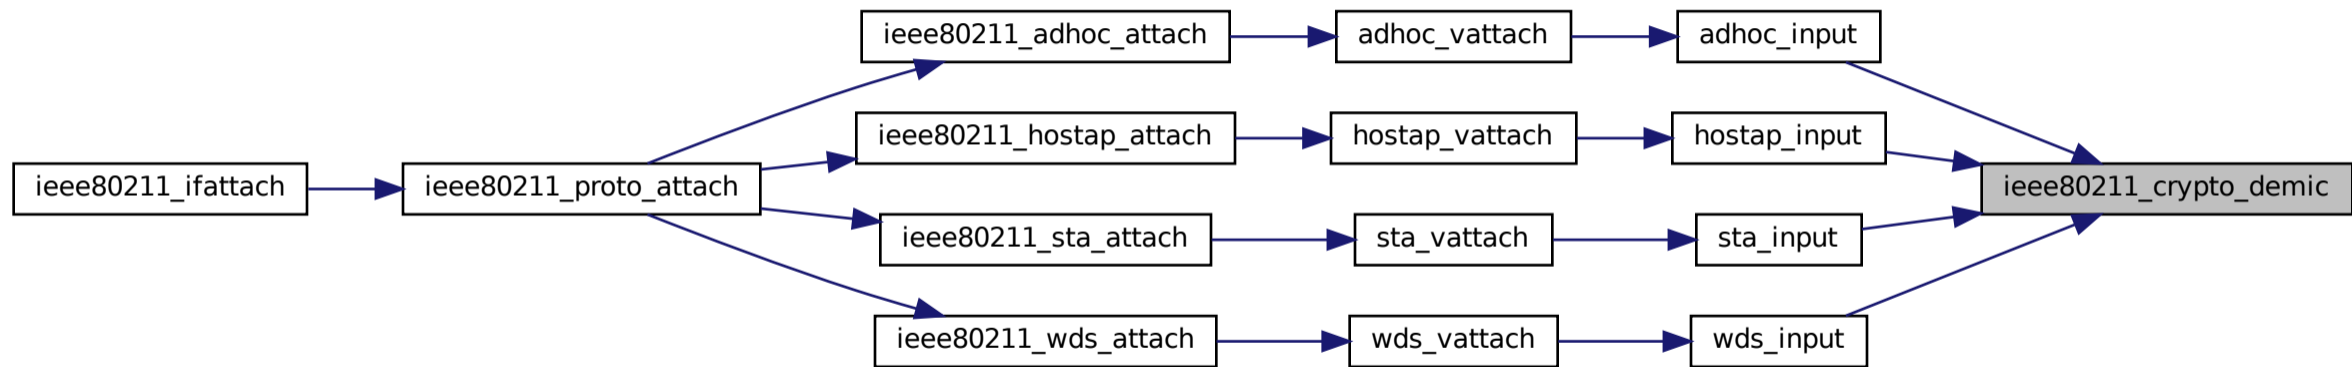 ieee80211_adhoc_attach
adhoc_vattach
adhoc_input
ieee80211_hostap_attach
hostap_vattach
hostap_input
ieee80211_ifattach
ieee80211_proto_attach
ieee80211_crypto_demic
ieee80211_sta_attach
sta_vattach
sta_input
ieee80211_wds_attach
wds_vattach
wds_input